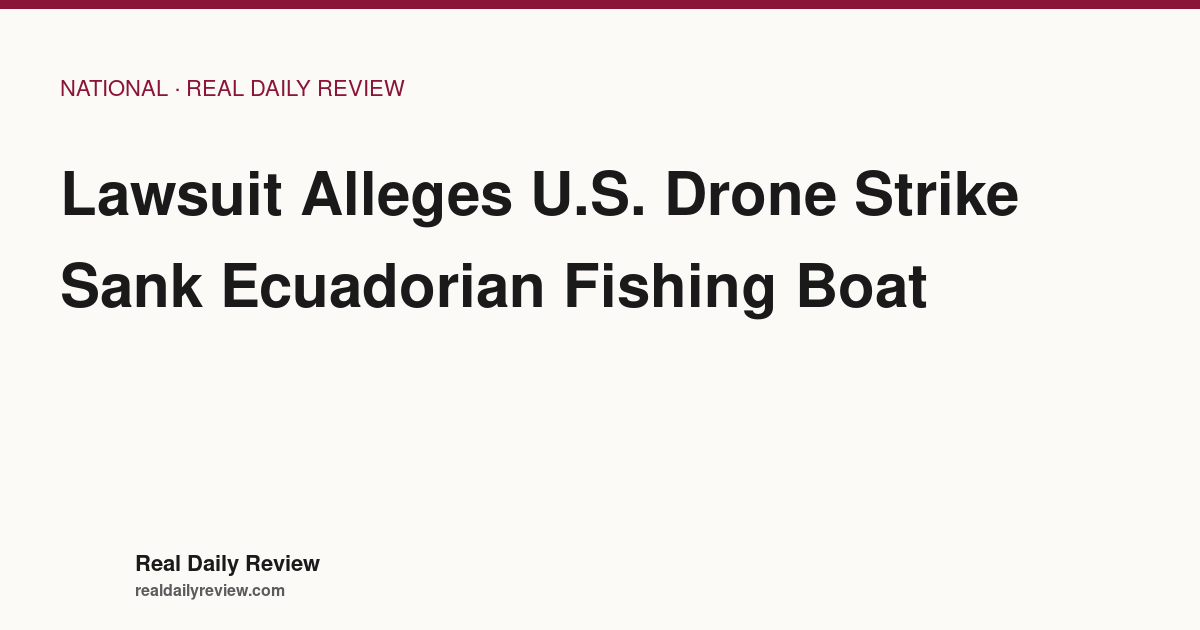 NATIONAL · REAL DAILY REVIEW
Lawsuit Alleges U.S. Drone Strike
Sank Ecuadorian Fishing Boat
Real Daily Review
realdailyreview.com